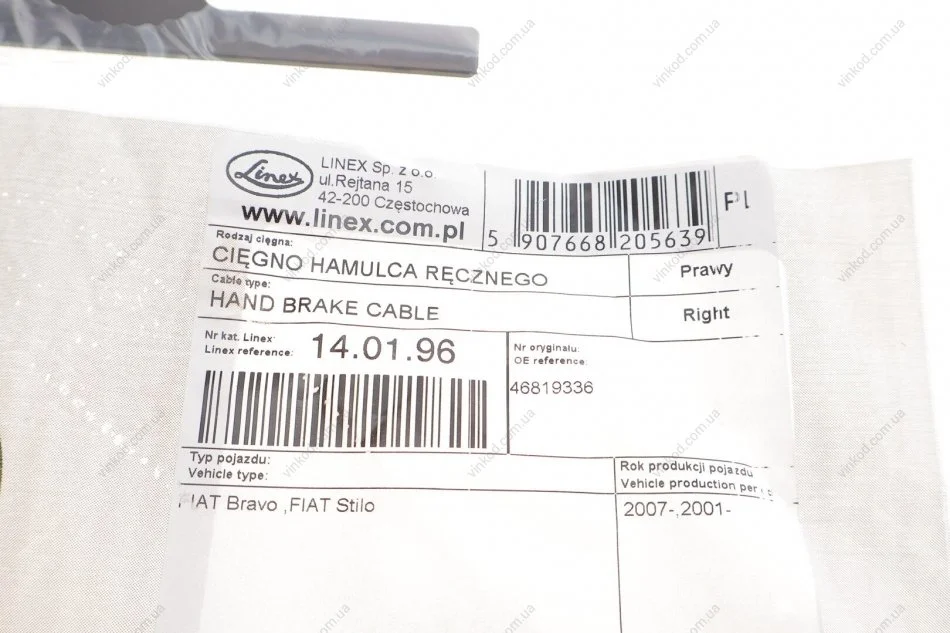 Linex
LINEX Sp. z o.o.
ul.Rejtana 15
42-200 Częstochowa
www.linex.com.pl
5 907668 205639
Pl
Rodzaj cięgna:
CIĘGNO HAMULCA RĘCZNEGO
Prawy
Cable type:
HAND BRAKE CABLE
Right
Nr kat. Linex:
Linex reference:
14.01.96
Nr oryginału:
OE reference:
46819336
Typ pojazdu:
Vehicle type:
FIAT Bravo ,FIAT Stilo
Rok produkcji pojazdu
Vehicle production
2007-,2001-
vinkod.com.ua